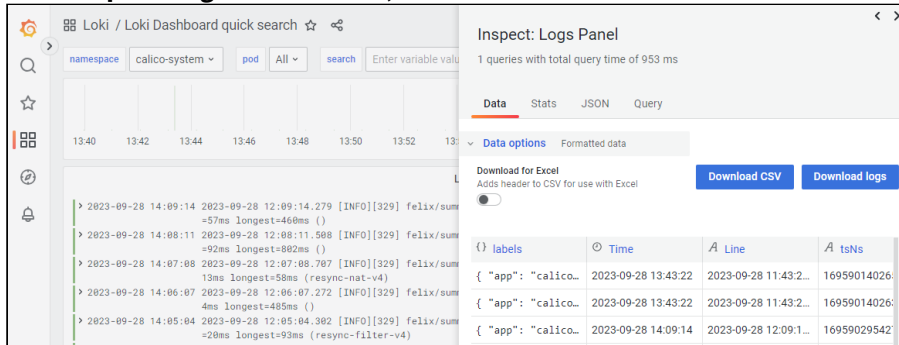 Loki / Loki Dashboard quick search
namespace calico-system pod All search Enter variable valu
13:40 13:42 13:44 13:46 13:48 13:50 13:52 13:
L
> 2023-09-28 14:09:14 2023-09-28 12:09:14.279 [INFO][329] felix/summ
=57ms longest=460ms ()
> 2023-09-28 14:08:11 2023-09-28 12:08:11.508 [INFO][329] felix/summ
=92ms longest=802ms ()
> 2023-09-28 14:07:08 2023-09-28 12:07:08.707 [INFO][329] felix/summ
13ms longest=58ms (resync-nat-v4)
> 2023-09-28 14:06:07 2023-09-28 12:06:07.272 [INFO][329] felix/summ
4ms longest=485ms ()
> 2023-09-28 14:05:04 2023-09-28 12:05:04.302 [INFO][329] felix/summ
=20ms longest=93ms (resync-filter-v4)
Inspect: Logs Panel
1 queries with total query time of 953 ms
Data Stats JSON Query
Data options Formatted data
Download for Excel
Adds header to CSV for use with Excel
Download CSV Download logs
{} labels Time A Line A tsNs
{ "app": "calico… 2023-09-28 13:43:22 2023-09-28 11:43:2… 16959014026
{ "app": "calico… 2023-09-28 13:43:22 2023-09-28 11:43:2… 16959014026
{ "app": "calico… 2023-09-28 14:09:14 2023-09-28 12:09:1… 16959029542